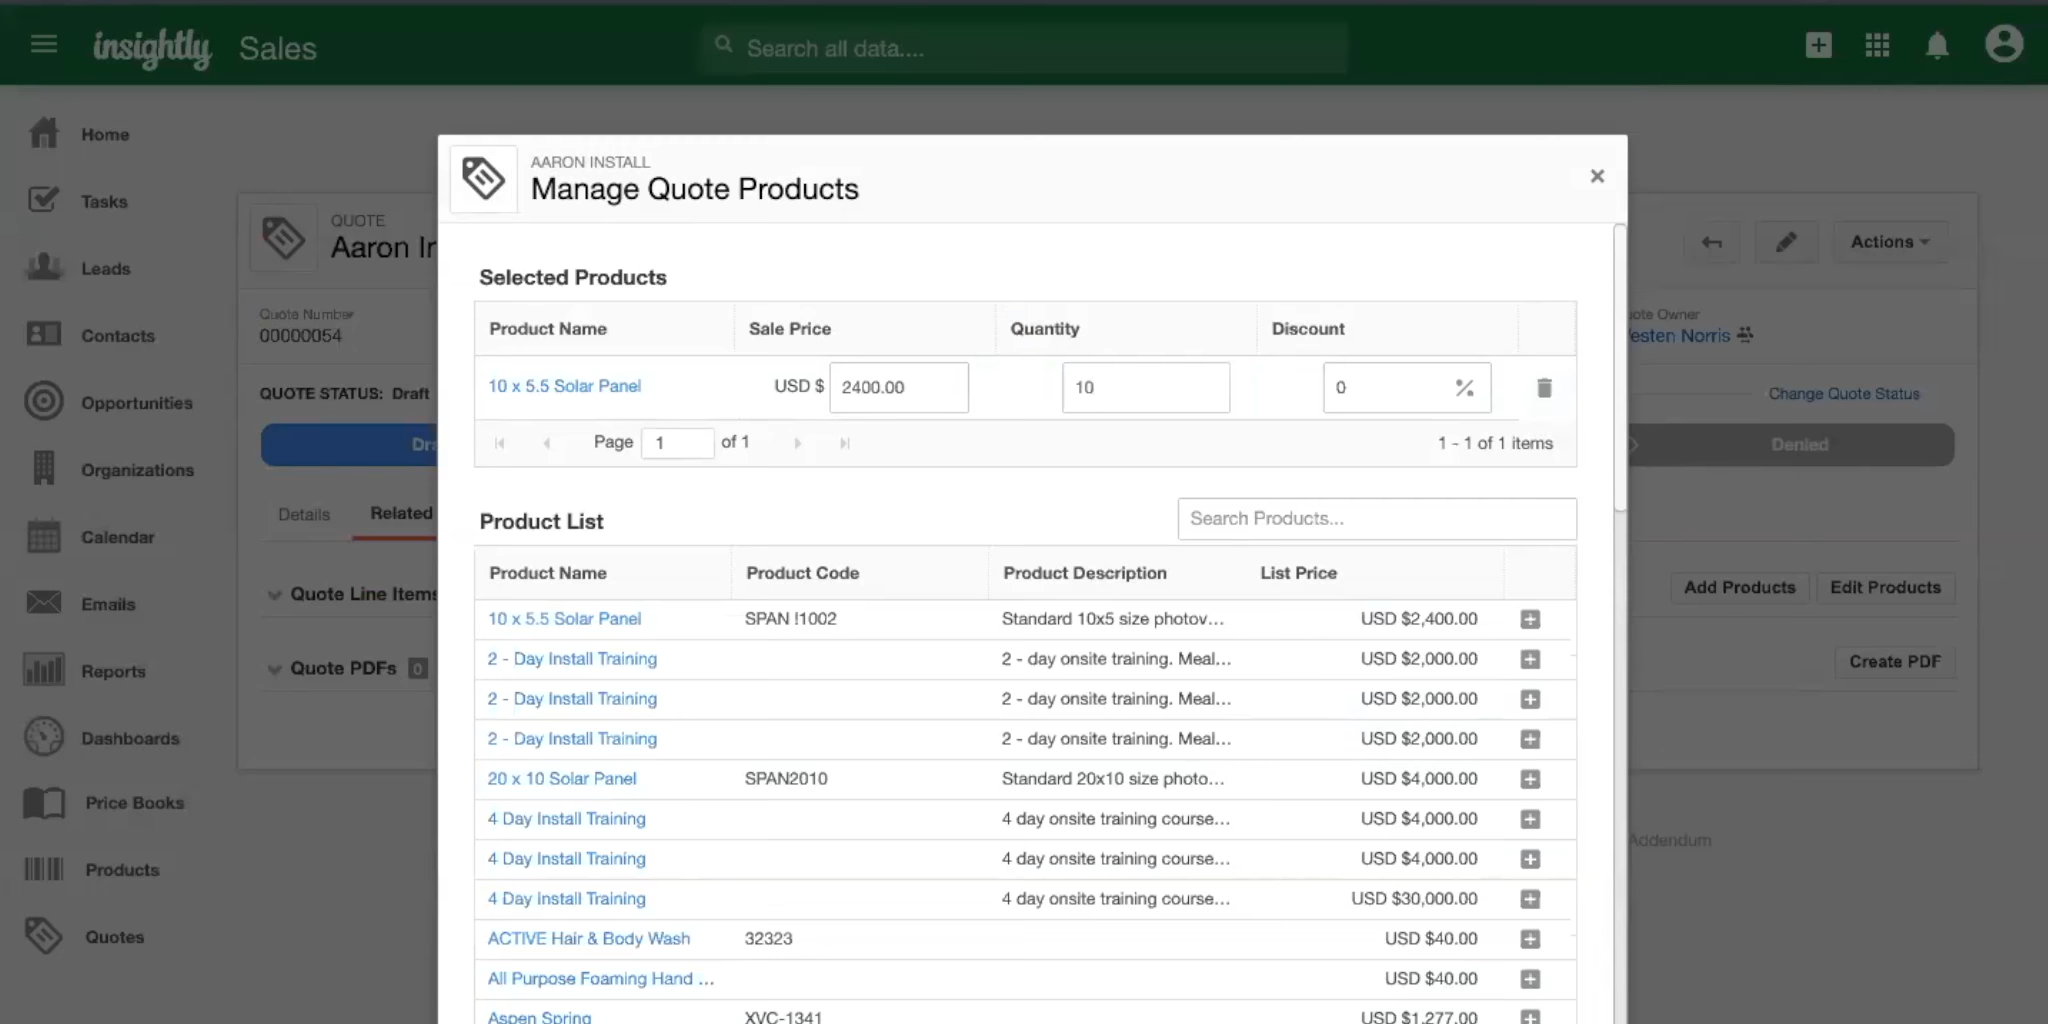 insightly Sales
Search all data....
Home
Tasks
Leads
Contacts
Opportunities
Organizations
Calendar
Emails
Reports
Dashboards
Price Books
Products
Quotes
QUOTE
Aaron Ir
Quote Number
00000054
QUOTE STATUS: Draft
Dra
Details Related
Quote Line Items
Quote PDFs 0
AARON INSTALL
Manage Quote Products
×
Selected Products
Product Name Sale Price Quantity Discount
10 x 5.5 Solar Panel USD $ 2400.00 10 0 %
Page 1 of 1 1 - 1 of 1 items
Product List Search Products...
Product Name Product Code Product Description List Price
10 x 5.5 Solar Panel SPAN !1002 Standard 10x5 size photov... USD $2,400.00
2 - Day Install Training 2 - day onsite training. Meal... USD $2,000.00
2 - Day Install Training 2 - day onsite training. Meal... USD $2,000.00
2 - Day Install Training 2 - day onsite training. Meal... USD $2,000.00
20 x 10 Solar Panel SPAN2010 Standard 20x10 size photo... USD $4,000.00
4 Day Install Training 4 day onsite training course... USD $4,000.00
4 Day Install Training 4 day onsite training course... USD $4,000.00
4 Day Install Training 4 day onsite training course... USD $30,000.00
ACTIVE Hair & Body Wash 32323 USD $40.00
All Purpose Foaming Hand ... USD $40.00
Aspen Spring XVC-1341 USD $1,277.00
Actions
uote Owner
esten Norris
Change Quote Status
Denied
Add Products Edit Products
Create PDF
Addendum